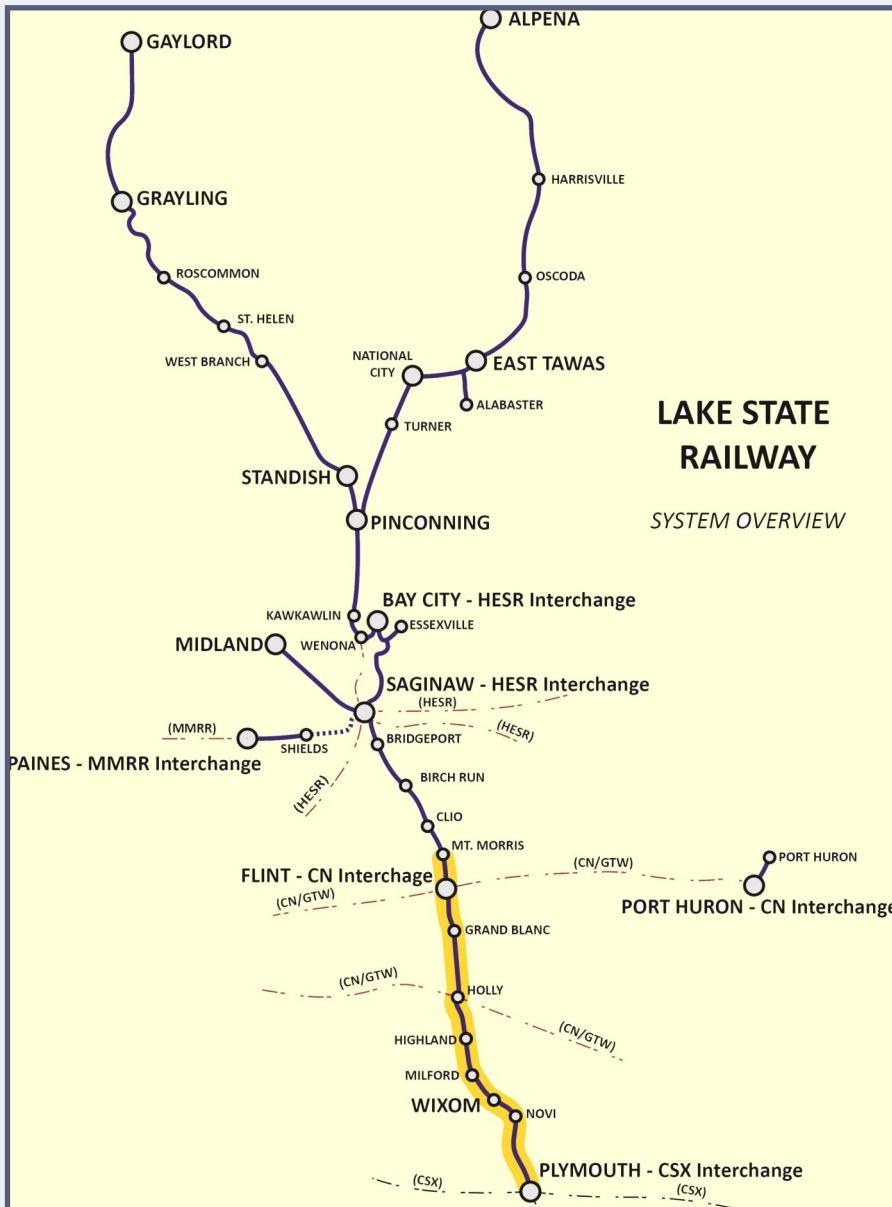 ALPENA
GAYLORD
HARRISVILLE
GRAYLING
ROSCOMMON
OSCODA
ST. HELEN
WEST BRANCH
NATIONAL
CITY
EAST TAWAS
ALABASTER
TURNER
LAKE STATE
RAILWAY
SYSTEM OVERVIEW
STANDISH
PINCONNING
BAY CITY - HESR Interchange
KAWKAWLIN
ESSEXVILLE
WENONA
MIDLAND
SAGINAW - HESR Interchange
(HESR)
(HESR)
(MMRR)
SHIELDS
BRIDGEPORT
PAINES - MMRR Interchange
(HESR)
BIRCH RUN
CLIO
MT. MORRIS
FLINT - CN Interchage
(CN/GTW)
PORT HURON
(CN/GTW)
PORT HURON - CN Interchange
GRAND BLANC
(CN/GTW)
HOLLY
(CN/GTW)
HIGHLAND
MILFORD
WIXOM
NOVI
PLYMOUTH - CSX Interchange
(CSX)
(CSX)